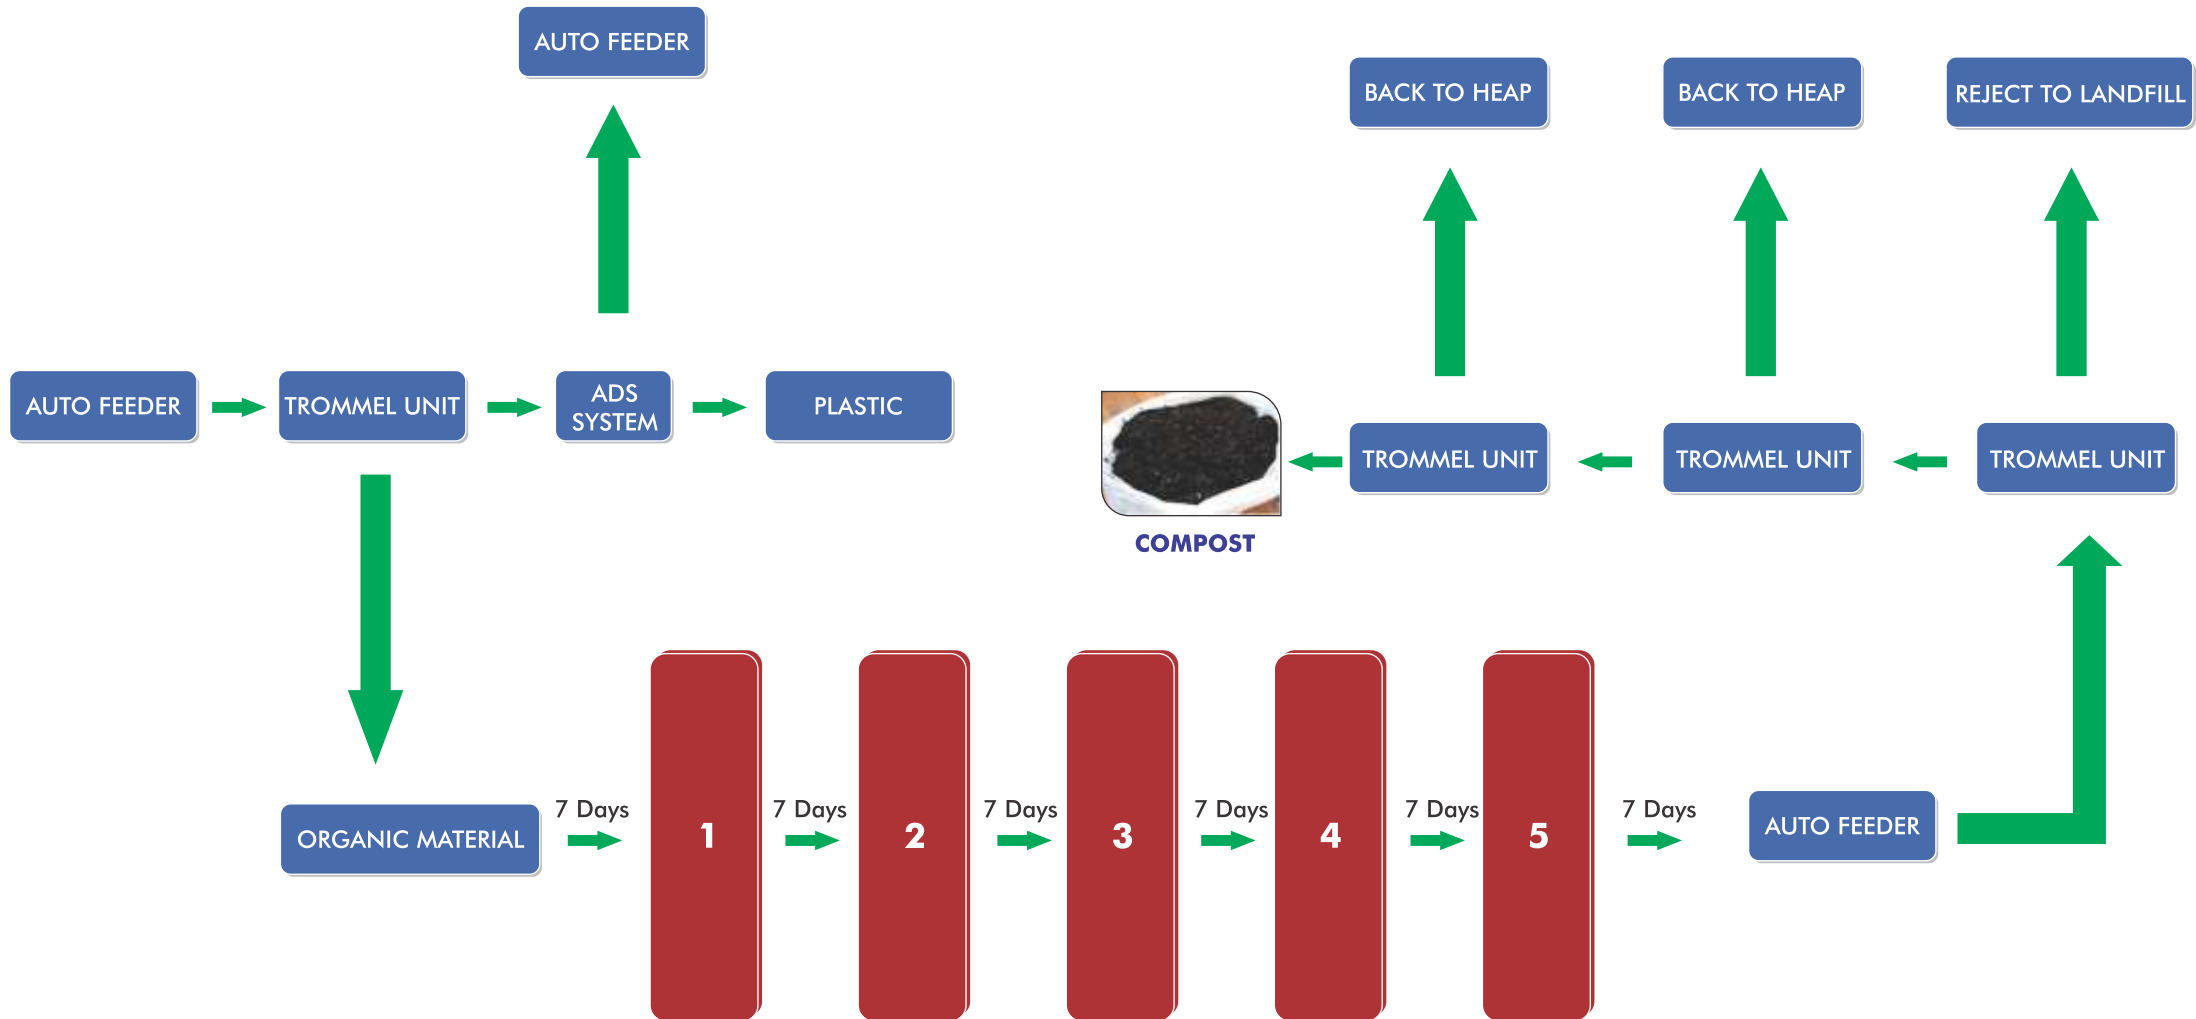 AUTO FEEDER
BACK TO HEAP
BACK TO HEAP
REJECT TO LANDFILL
AUTO FEEDER
TROMMEL UNIT
ADS
SYSTEM
PLASTIC
TROMMEL UNIT
TROMMEL UNIT
TROMMEL UNIT
COMPOST
ORGANIC MATERIAL
7 Days
1
7 Days
2
7 Days
3
7 Days
4
7 Days
5
7 Days
AUTO FEEDER